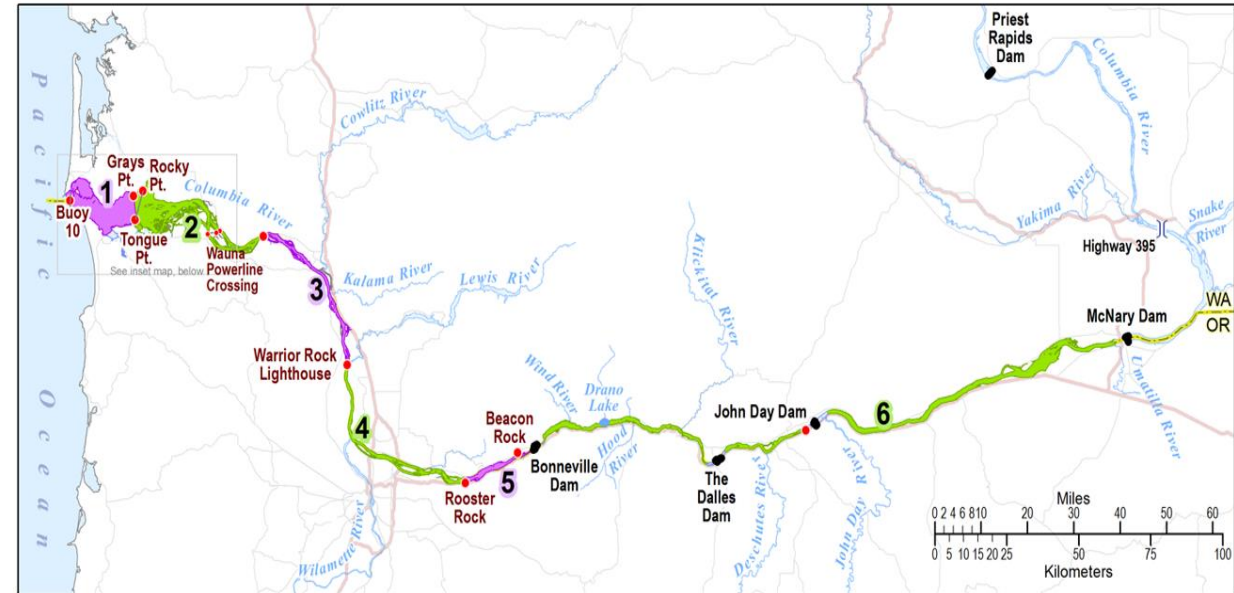 Priest
Rapids
Dam
Columbia
River
Cowlitz River
Pacific
Ocean
Grays
Pt.
Rocky
Pt.
1
Buoy
10
Tongue
Pt.
Columbia River
2
Wauna
Powerline
Crossing
See inset map, below
3
Kalama River
Lewis River
Klickitat River
Yakima River
Snake
River
Highway 395
WA
OR
McNary Dam
Umatilla River
Warrior Rock
Lighthouse
Wind River
Drano
Lake
Hood
River
Beacon
Rock
4
5
Rooster
Rock
Bonneville
Dam
John Day Dam
6
The
Dalles
Dam
Deschutes River
John Day River
Wilamette River
Miles
0 2 4 6 8 10 20 30 40 50 60
0 5 10 15 20 25 50 75 100
Kilometers